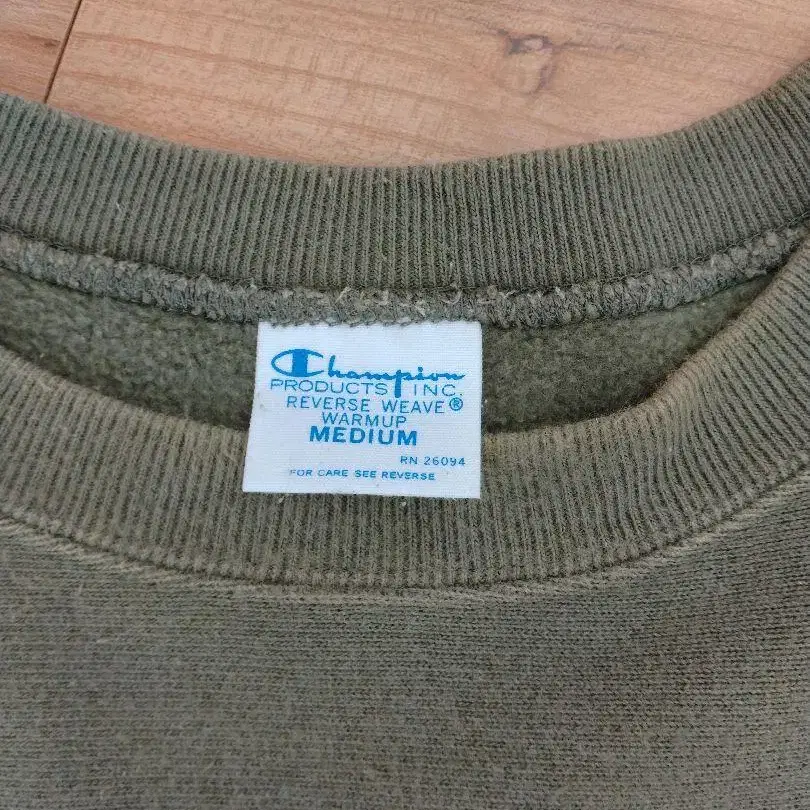 Champion
PRODUCTS INC.
REVERSE WEAVE®
WARMUP
MEDIUM
RN 26094
FOR CARE SEE REVERSE